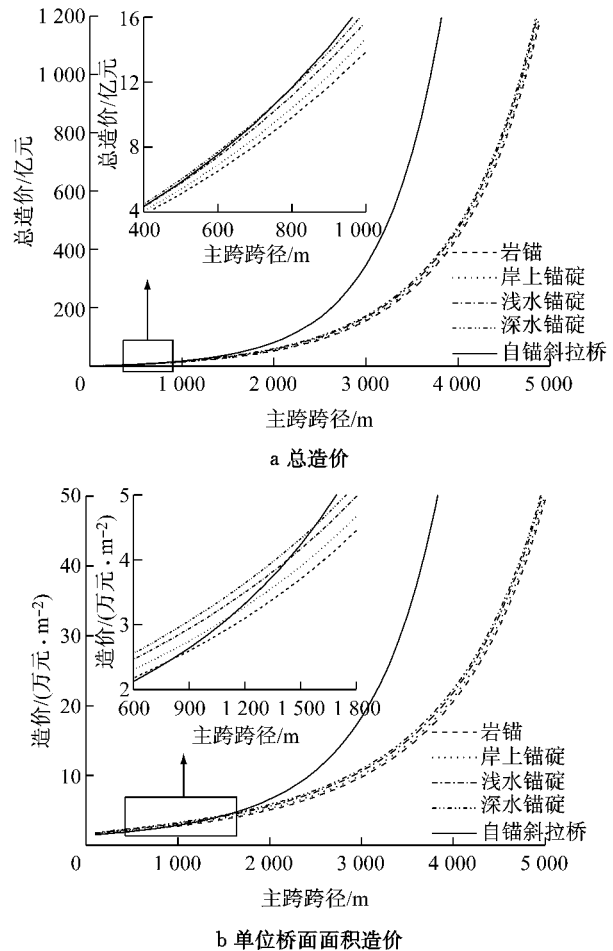 1 200
1 000
800
600
400
200
总造价/亿元
16
12
8
4
总造价/亿元
400 600 800 1 000
主跨跨径/m
岩锚
岸上锚碇
浅水锚碇
深水锚碇
自锚斜拉桥
0 1 000 2 000 3 000 4 000 5 000
主跨跨径/m
a 总造价
50
40
30
20
10
造价/(万元·m⁻²)
5
4
3
2
造价/(万元·m⁻²)
600 900 1 200 1 500 1 800
主跨跨径/m
岩锚
岸上锚碇
浅水锚碇
深水锚碇
自锚斜拉桥
0 1 000 2 000 3 000 4 000 5 000
主跨跨径/m
b 单位桥面面积造价